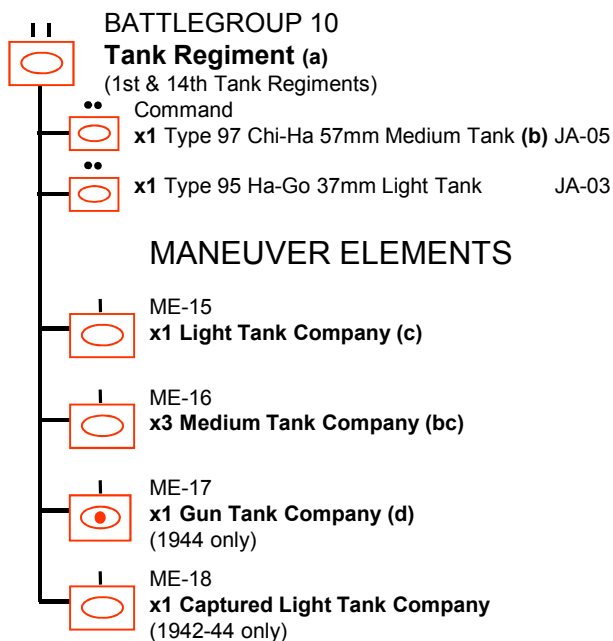 BATTLEGROUP 10
Tank Regiment (a)
(1st & 14th Tank Regiments)
Command
x1 Type 97 Chi-Ha 57mm Medium Tank (b) JA-05
x1 Type 95 Ha-Go 37mm Light Tank JA-03
MANEUVER ELEMENTS
ME-15
x1 Light Tank Company (c)
ME-16
x3 Medium Tank Company (bc)
ME-17
x1 Gun Tank Company (d)
(1944 only)
ME-18
x1 Captured Light Tank Company
(1942-44 only)